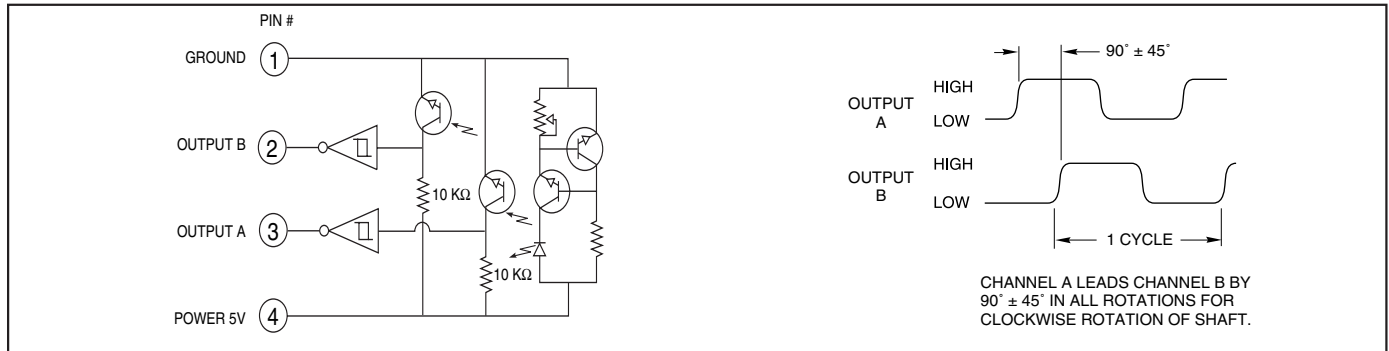 PIN #
GROUND 1
OUTPUT B 2
10 KΩ
OUTPUT A 3
10 KΩ
POWER 5V 4
90° ± 45°
OUTPUT
A
HIGH
LOW
OUTPUT
B
HIGH
LOW
1 CYCLE
CHANNEL A LEADS CHANNEL B BY
90° ± 45° IN ALL ROTATIONS FOR
CLOCKWISE ROTATION OF SHAFT.